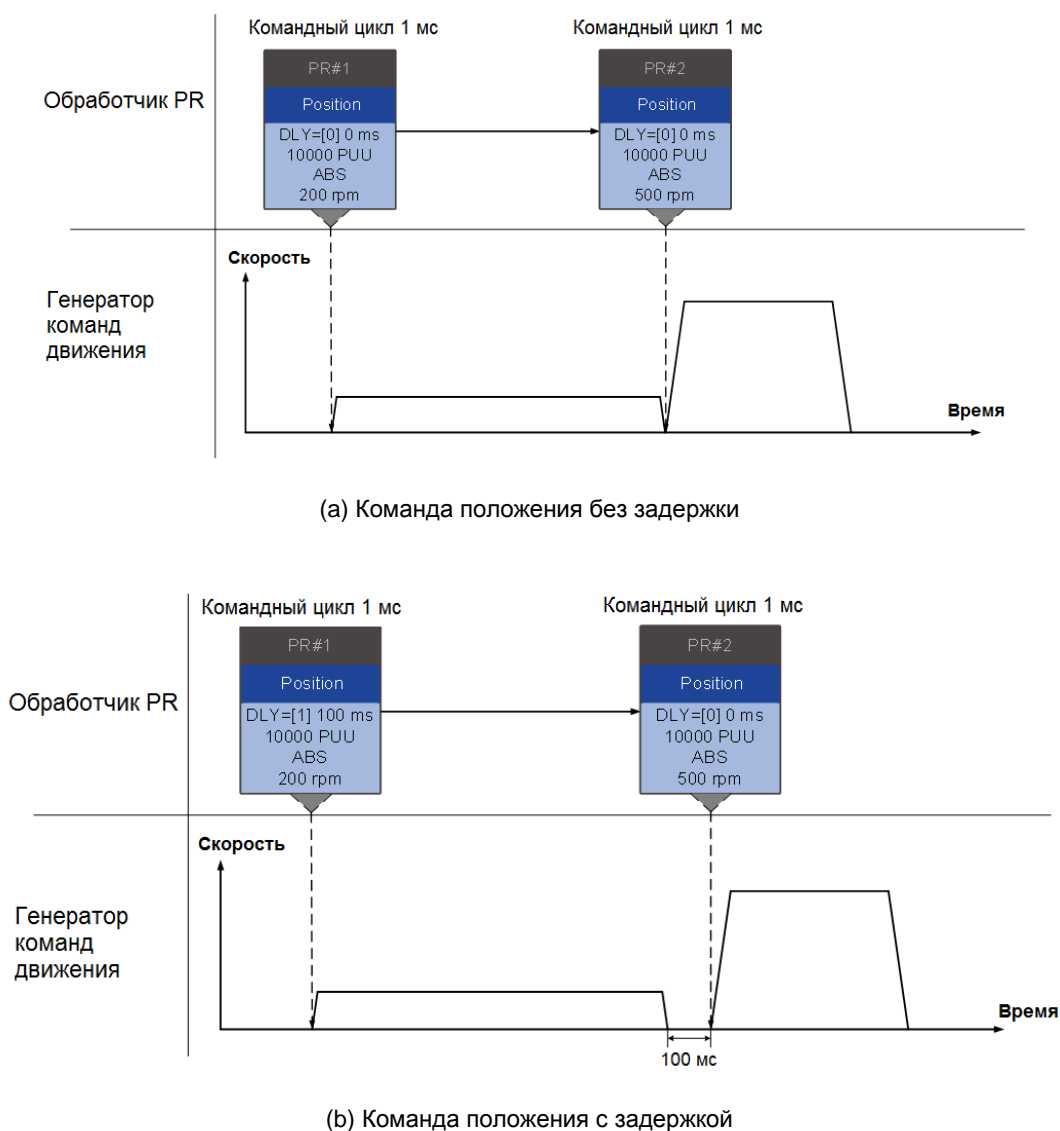 Командный цикл 1 мс
Командный цикл 1 мс
Обработчик PR
PR#1
Position
DLY=[0] 0 ms
10000 PUU
ABS
200 rpm
PR#2
Position
DLY=[0] 0 ms
10000 PUU
ABS
500 rpm
Генератор
команд
движения
Скорость
Время
(a) Команда положения без задержки
Командный цикл 1 мс
Командный цикл 1 мс
Обработчик PR
PR#1
Position
DLY=[1] 100 ms
10000 PUU
ABS
200 rpm
PR#2
Position
DLY=[0] 0 ms
10000 PUU
ABS
500 rpm
Генератор
команд
движения
Скорость
Время
100 мс
(b) Команда положения с задержкой